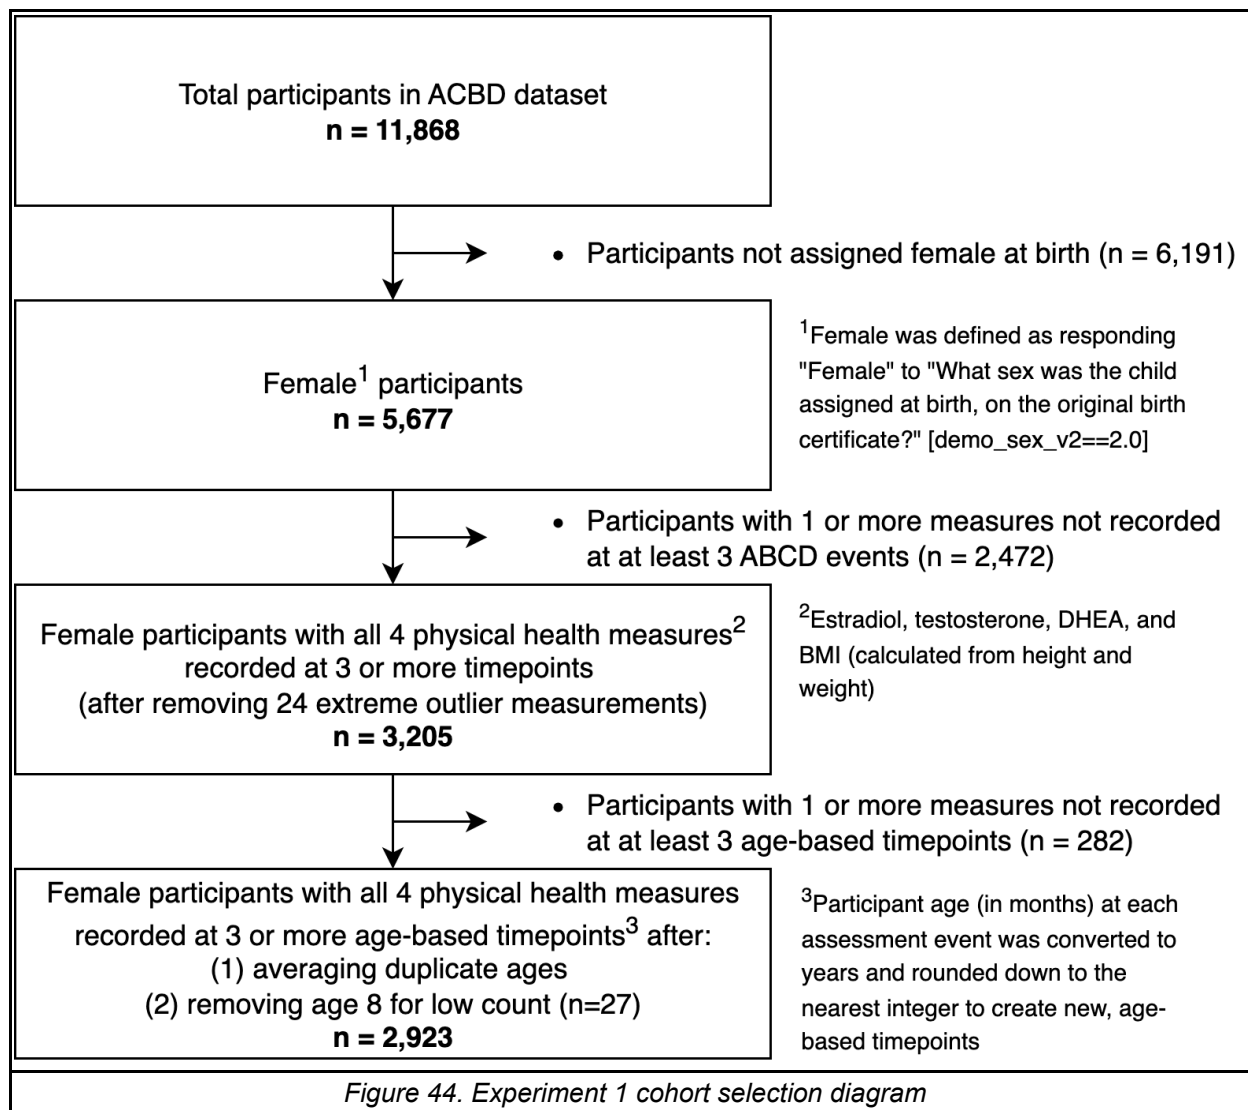 Total participants in ACBD dataset
n = 11,868
• Participants not assigned female at birth (n = 6,191)
Female1 participants
n = 5,677
1Female was defined as responding
"Female" to "What sex was the child
assigned at birth, on the original birth
certificate?" [demo_sex_v2==2.0]
• Participants with 1 or more measures not recorded
at at least 3 ABCD events (n = 2,472)
Female participants with all 4 physical health measures2
recorded at 3 or more timepoints
(after removing 24 extreme outlier measurements)
n = 3,205
2Estradiol, testosterone, DHEA, and
BMI (calculated from height and
weight)
• Participants with 1 or more measures not recorded
at at least 3 age-based timepoints (n = 282)
Female participants with all 4 physical health measures
recorded at 3 or more age-based timepoints3 after:
(1) averaging duplicate ages
(2) removing age 8 for low count (n=27)
n = 2,923
3Participant age (in months) at each
assessment event was converted to
years and rounded down to the
nearest integer to create new, age-
based timepoints
Figure 44. Experiment 1 cohort selection diagram